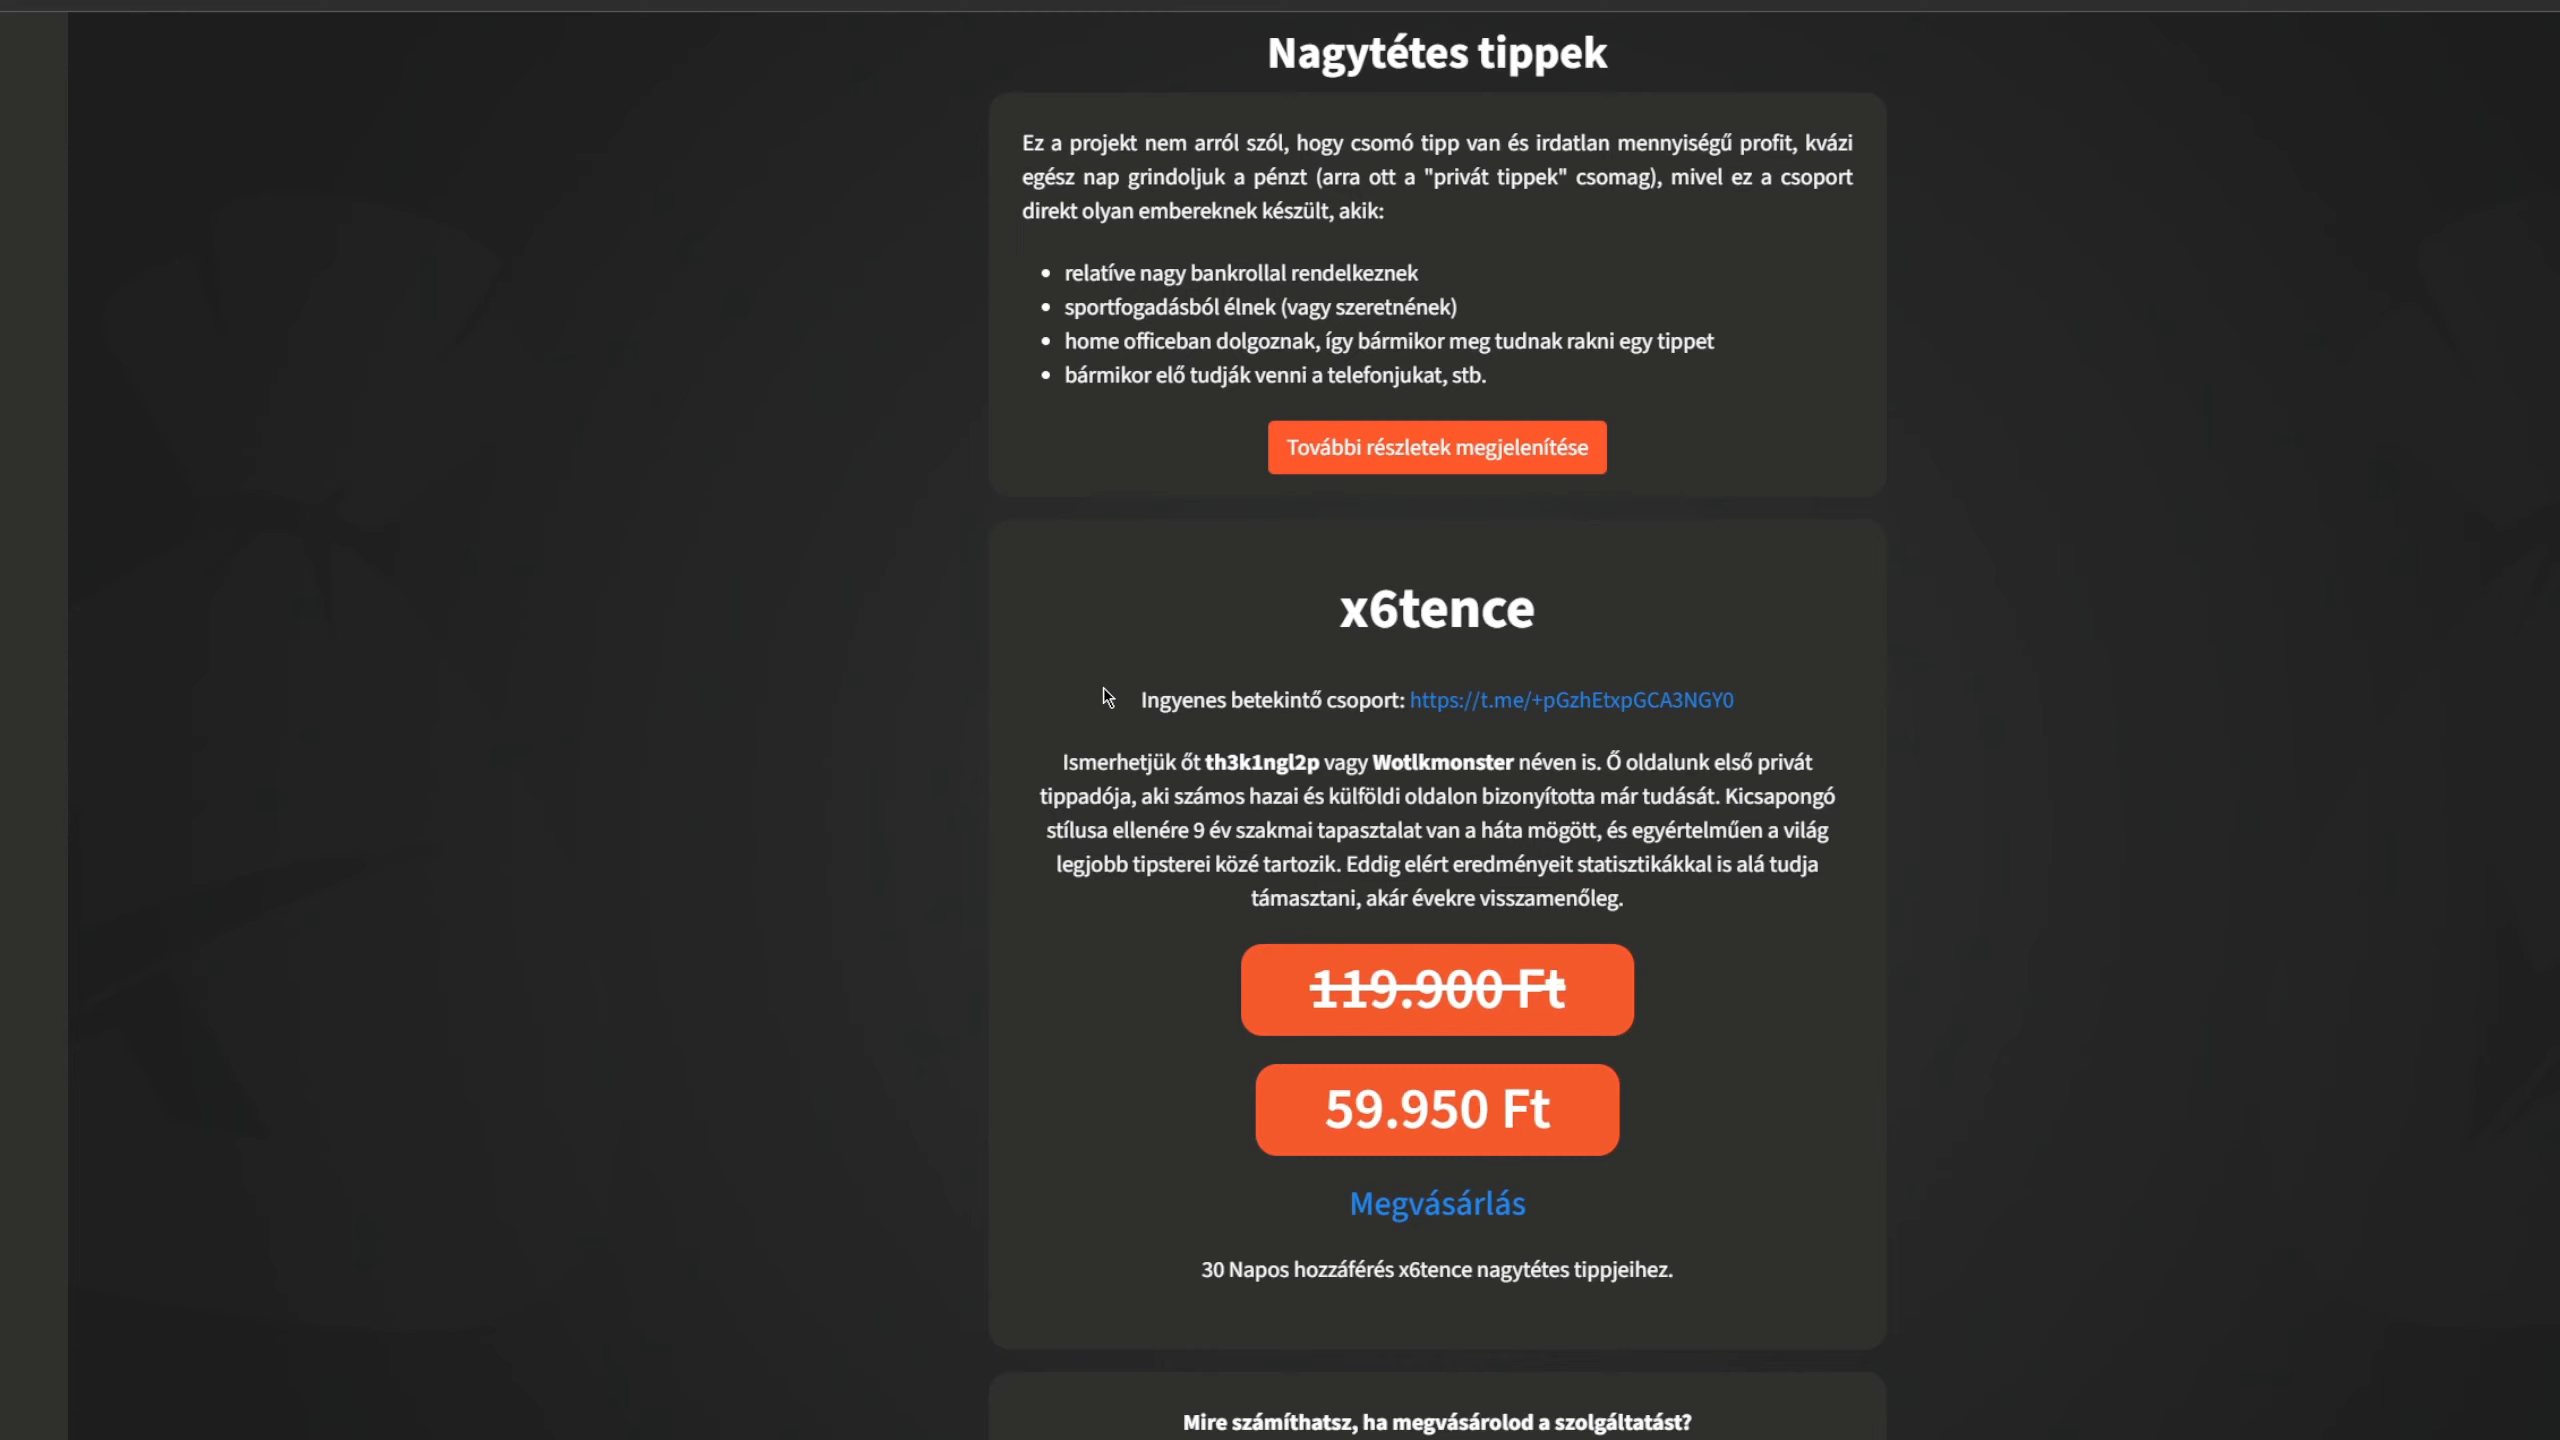 Nagytétes tippek
Ez a projekt nem arról szól, hogy csomó tipp van és irdatlan mennyiségű profit, kvázi
egész nap grindoljuk a pénzt (arra ott a "privát tippek" csomag), mivel ez a csoport
direkt olyan embereknek készült, akik:
• relatíve nagy bankrollal rendelkeznek
• sportfogadásból élnek (vagy szeretnének)
• home officeban dolgoznak, így bármikor meg tudnak rakni egy tippet
• bármikor elő tudják venni a telefonjukat, stb.
További részletek megjelenítése
x6tence
Ingyenes betekintő csoport: https://t.me/+pGzhEtxpGCA3NGY0
Ismerhetjük őt th3k1ngl2p vagy Wotlkmonster néven is. Ő oldalunk első privát
tippadója, aki számos hazai és külföldi oldalon bizonyította már tudását. Kicsapongó
stílusa ellenére 9 év szakmai tapasztalat van a háta mögött, és egyértelműen a világ
legjobb tipsterei közé tartozik. Eddig elért eredményeit statisztikákkal is alá tudja
támasztani, akár évekre visszamenőleg.
119.900 Ft
59.950 Ft
Megvásárlás
30 Napos hozzáférés x6tence nagytétes tippjeihez.
Mire számíthatsz, ha megvásárolod a szolgáltatást?